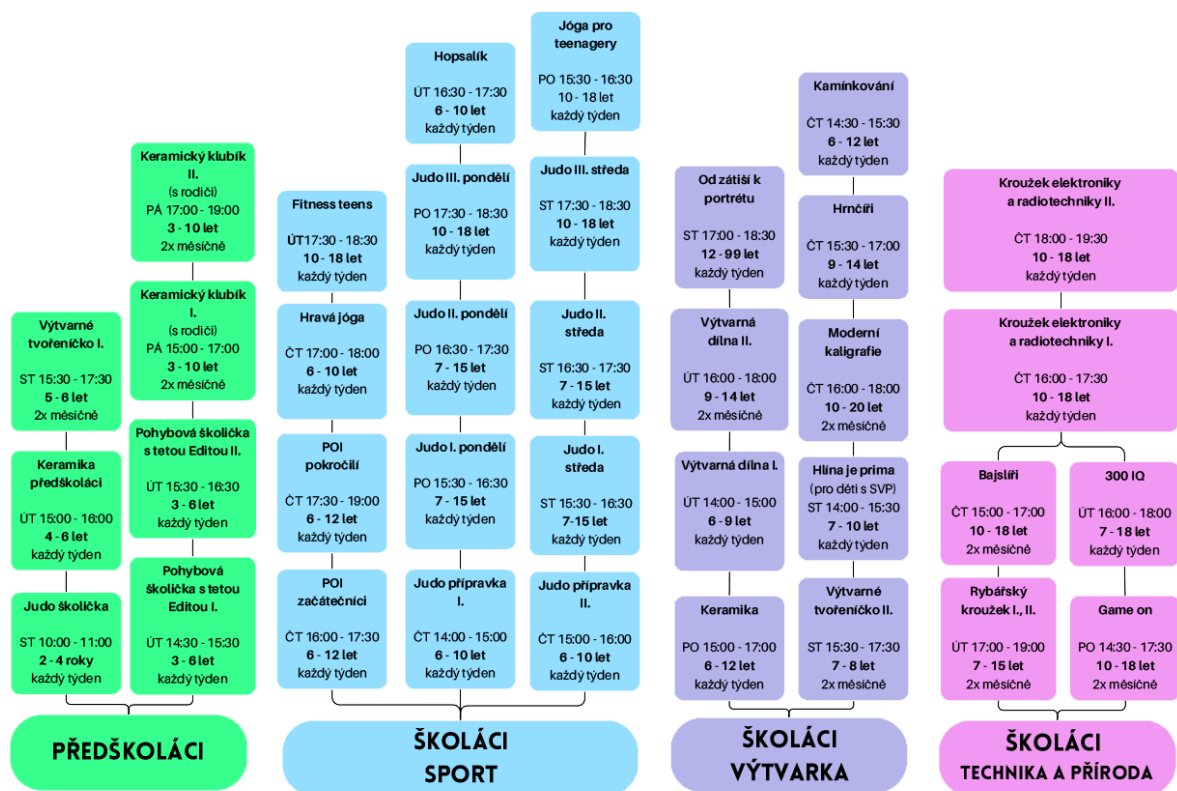 Výtvarné
tvořeníčko I.
ST 15:30 - 17:30
5 - 6 let
2x měsíčně
Keramika
předškoláci
ÚT 15:00 - 16:00
4 - 6 let
každý týden
Judo školička
ST 10:00 - 11:00
2 - 4 roky
každý týden
Keramický klubík
II.
(s rodiči)
PÁ 17:00 - 19:00
3 - 10 let
2x měsíčně
Keramický klubík
I.
(s rodiči)
PÁ 15:00 - 17:00
3 - 10 let
2x měsíčně
Pohybová školička
s tetou Editou II.
ÚT 15:30 - 16:30
3 - 6 let
každý týden
Pohybová
školička s tetou
Editou I.
ÚT 14:30 - 15:30
3 - 6 let
každý týden
PŘEDŠKOLÁCI
Fitness teens
ÚT17:30 - 18:30
10 - 18 let
každý týden
Hravá jóga
ČT 17:00 - 18:00
6 - 10 let
každý týden
POI
pokročilí
ČT 17:30 - 19:00
6 - 12 let
každý týden
POI
začátečníci
ČT 16:00 - 17:30
6 - 12 let
každý týden
Hopsalík
ÚT 16:30 - 17:30
6 - 10 let
každý týden
Judo III. pondělí
PO 17:30 - 18:30
10 - 18 let
každý týden
Judo II. pondělí
PO 16:30 - 17:30
7 - 15 let
každý týden
Judo I. pondělí
PO 15:30 - 16:30
7 - 15 let
každý týden
Judo přípravka
I.
ČT 14:00 - 15:00
6 - 10 let
každý týden
Jóga pro
teenagery
PO 15:30 - 16:30
10 - 18 let
každý týden
Judo III. středa
ST 17:30 - 18:30
10 - 18 let
každý týden
Judo II.
středa
ST 16:30 - 17:30
7 - 15 let
každý týden
Judo I.
středa
ST 15:30 - 16:30
7-15 let
každý týden
Judo přípravka
II.
ČT 15:00 - 16:00
6 - 10 let
každý týden
ŠKOLÁCI
SPORT
Od zátiší k
portrétu
ST 17:00 - 18:30
12 - 99 let
každý týden
Výtvarná
dílna II.
ÚT 16:00 - 18:00
9 - 14 let
2x měsíčně
Výtvarná dílna I.
ÚT 14:00 - 15:00
6 - 9 let
každý týden
Keramika
PO 15:00 - 17:00
6 - 12 let
každý týden
Kamínkování
ČT 14:30 - 15:30
6 - 12 let
každý týden
Hrnčíři
ČT 15:30 - 17:00
9 - 14 let
každý týden
Moderní
kaligrafie
ČT 16:00 - 18:00
10 - 20 let
2x měsíčně
Hlína je prima
(pro děti s SVP)
ST 14:00 - 15:30
7 - 10 let
každý týden
Výtvarné
tvořeníčko II.
ST 15:30 - 17:30
7 - 8 let
2x měsíčně
ŠKOLÁCI
VÝTVARKA
Kroužek elektroniky
a radiotechniky II.
ČT 18:00 - 19:30
10 - 18 let
každý týden
Kroužek elektroniky
a radiotechniky I.
ČT 16:00 - 17:30
10 - 18 let
každý týden
Bajslíři
ČT 15:00 - 17:00
10 - 18 let
2x měsíčně
Rybářský
kroužek I., II.
ÚT 17:00 - 19:00
7 - 15 let
2x měsíčně
300 IQ
ÚT 16:00 - 18:00
7 - 18 let
každý týden
Game on
PO 14:30 - 17:30
10 - 18 let
2x měsíčně
ŠKOLÁCI
TECHNIKA A PŘÍRODA